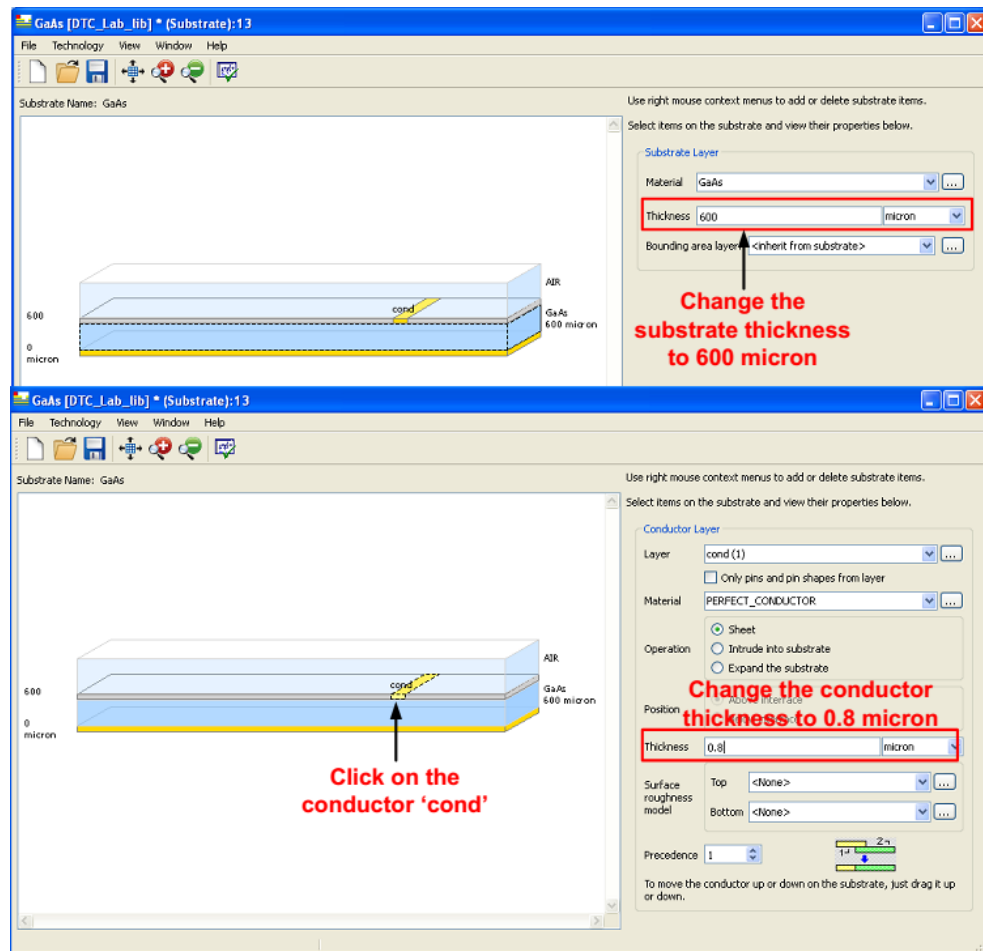 GaAs [DTC_Lab_lib] * (Substrate):13
File Technology View Window Help
Substrate Name: GaAs
Use right mouse context menus to add or delete substrate items.
Select items on the substrate and view their properties below.
Substrate Layer
Material GaAs ...
Thickness 600 micron
Bounding area layer <inherit from substrate> ...
AIR
cond
600
GaAs
600 micron
0
micron
Change the
substrate thickness
to 600 micron
GaAs [DTC_Lab_lib] * (Substrate):13
File Technology View Window Help
Substrate Name: GaAs
Use right mouse context menus to add or delete substrate items.
Select items on the substrate and view their properties below.
Conductor Layer
Layer cond (1) ...
Only pins and pin shapes from layer
Material PERFECT_CONDUCTOR ...
Operation
Sheet
Intrude into substrate
Expand the substrate
Position
Above interface
Change the conductor
thickness to 0.8 micron
Thickness 0.8 micron
AIR
cond
600
GaAs
600 micron
0
micron
Click on the
conductor ‘cond’
Surface
roughness
model
Top <None> ...
Bottom <None> ...
Precedence 1
To move the conductor up or down on the substrate, just drag it up
or down.